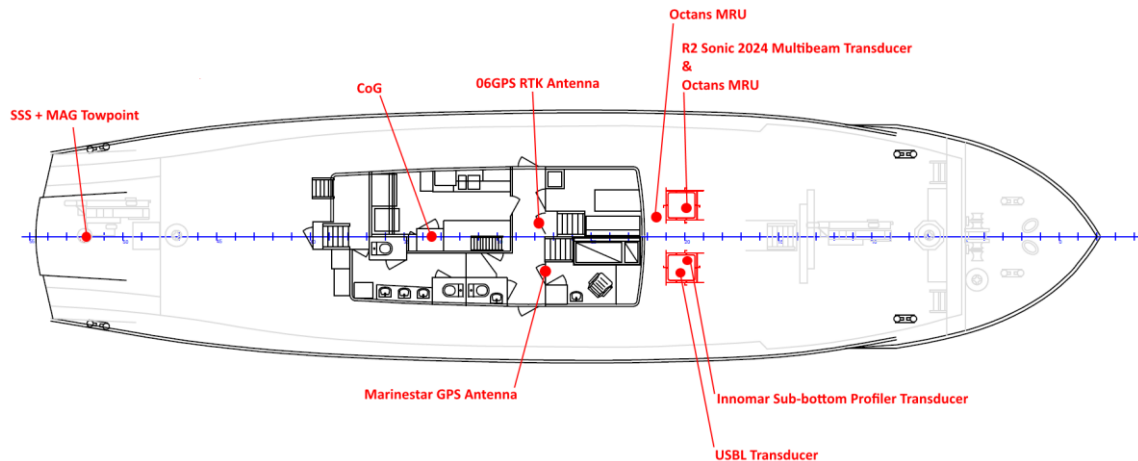 Octans MRU
R2 Sonic 2024 Multibeam Transducer
&
Octans MRU
06GPS RTK Antenna
CoG
SSS + MAG Towpoint
Marinestar GPS Antenna
Innomar Sub-bottom Profiler Transducer
USBL Transducer